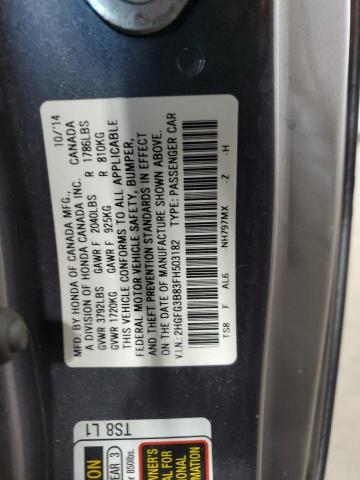 MFD. BY HONDA OF CANADA MFG., 10/14
A DIVISION OF HONDA CANADA INC. CANADA
GVWR 3792LBS GAWR F 2040LBS R 1786LBS
GVWR 1720KG GAWR F 925KG R 810KG
THIS VEHICLE CONFORMS TO ALL APPLICABLE
FEDERAL MOTOR VEHICLE SAFETY, BUMPER,
AND THEFT PREVENTION STANDARDS IN EFFECT
ON THE DATE OF MANUFACTURE SHOWN ABOVE.
V.I.N.: 2HGFG3B83FH503182 TYPE: PASSENGER CAR
TS8 F AL6 NH797MX -Z -H
TS8 L1
EAR 3
850lbs.